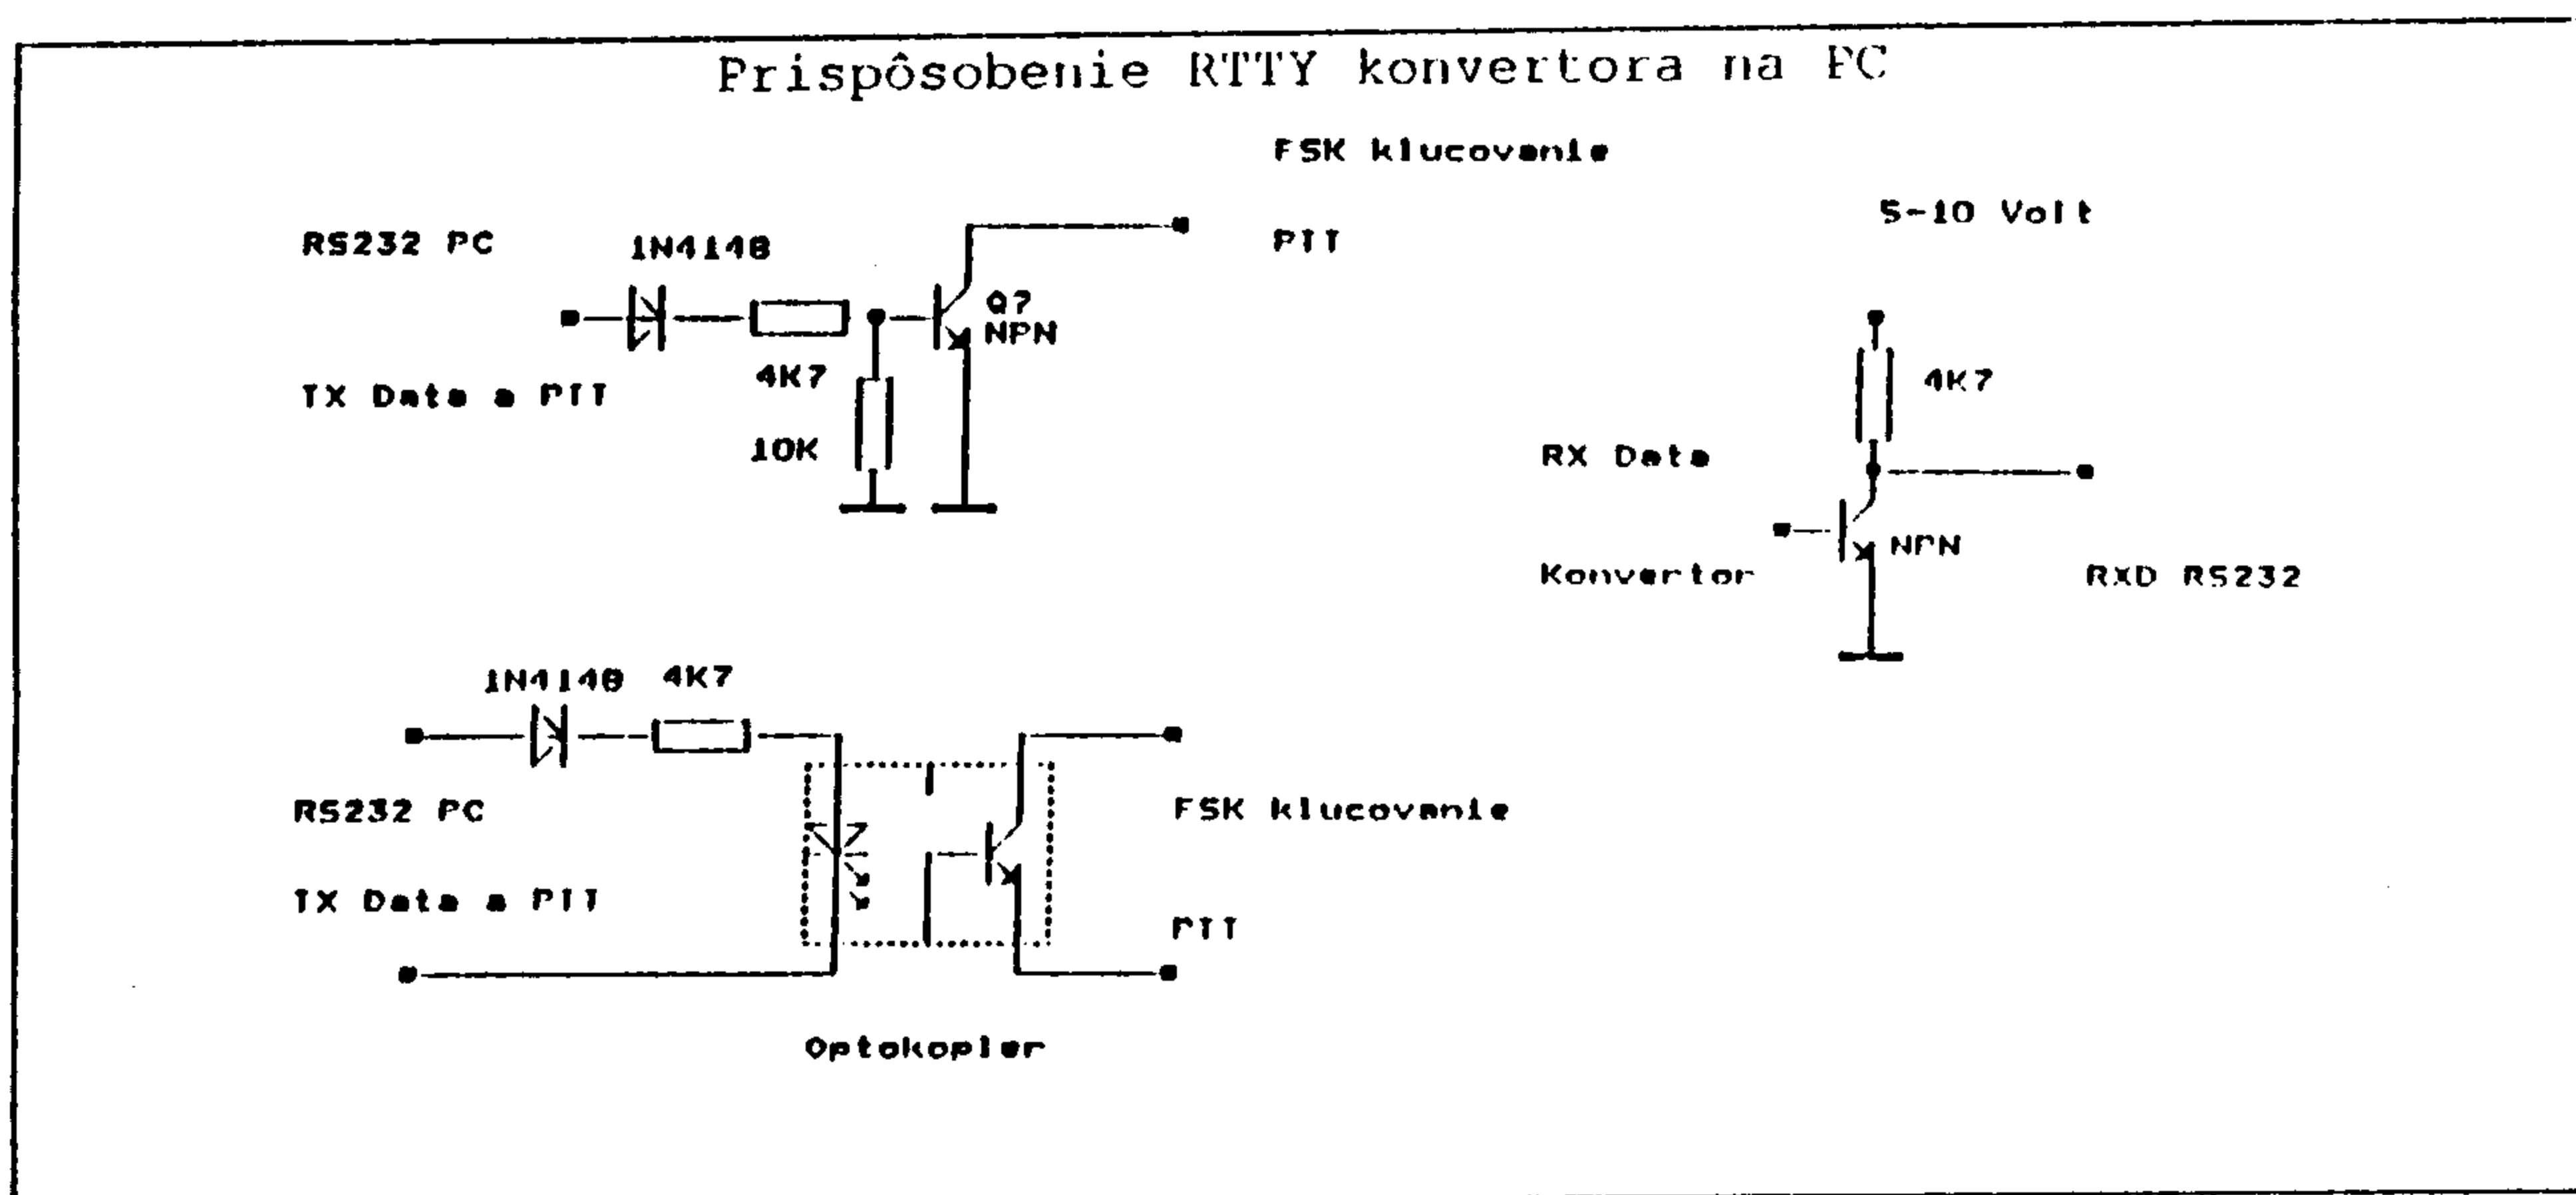 Prispôsobenie RTTY konvertora na PC
FSK klucovanie
RS232 PC
1N4148
PTT
Q?
NPN
4K7
TX Data a PTT
10K
5-10 Volt
4K7
RX Data
NPN
Konvertor
RXD RS232
1N4148
4K7
RS232 PC
FSK klucovanie
TX Data a PTT
PTT
Optokopler